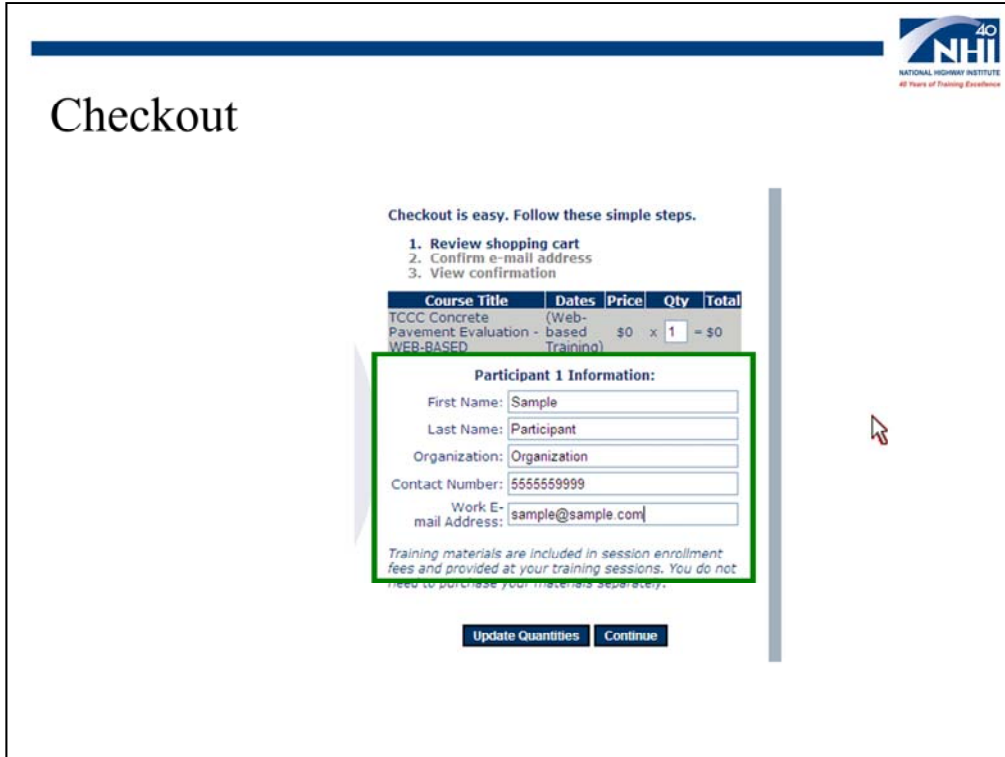 40
NHI
NATIONAL HIGHWAY INSTITUTE
40 Years of Training Excellence
Checkout
Checkout is easy. Follow these simple steps.
1. Review shopping cart
2. Confirm e-mail address
3. View confirmation
Course Title Dates Price Qty Total
TCCC Concrete (Web-
Pavement Evaluation - based $0 x 1 = $0
WEB-BASED Training)
Participant 1 Information:
First Name: Sample
Last Name: Participant
Organization: Organization
Contact Number: 5555559999
Work E-
mail Address: sample@sample.com
Training materials are included in session enrollment
fees and provided at your training sessions. You do not
need to purchase your materials separately.
Update Quantities Continue